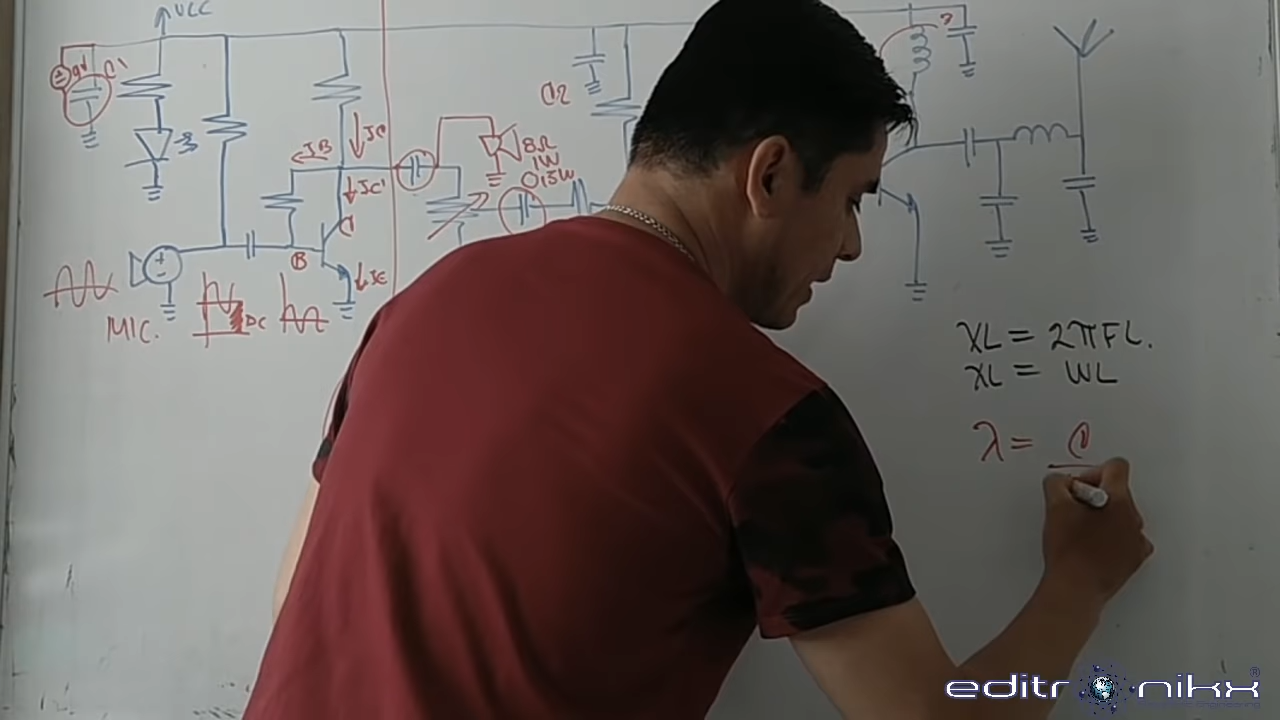 VCC
9V
C1
C2
IB
IC
8Ω
1W
0,15W
IC'
C
B
IE
MIC.
DC
XL = 2πFL.
XL = WL
λ = C
editronikx